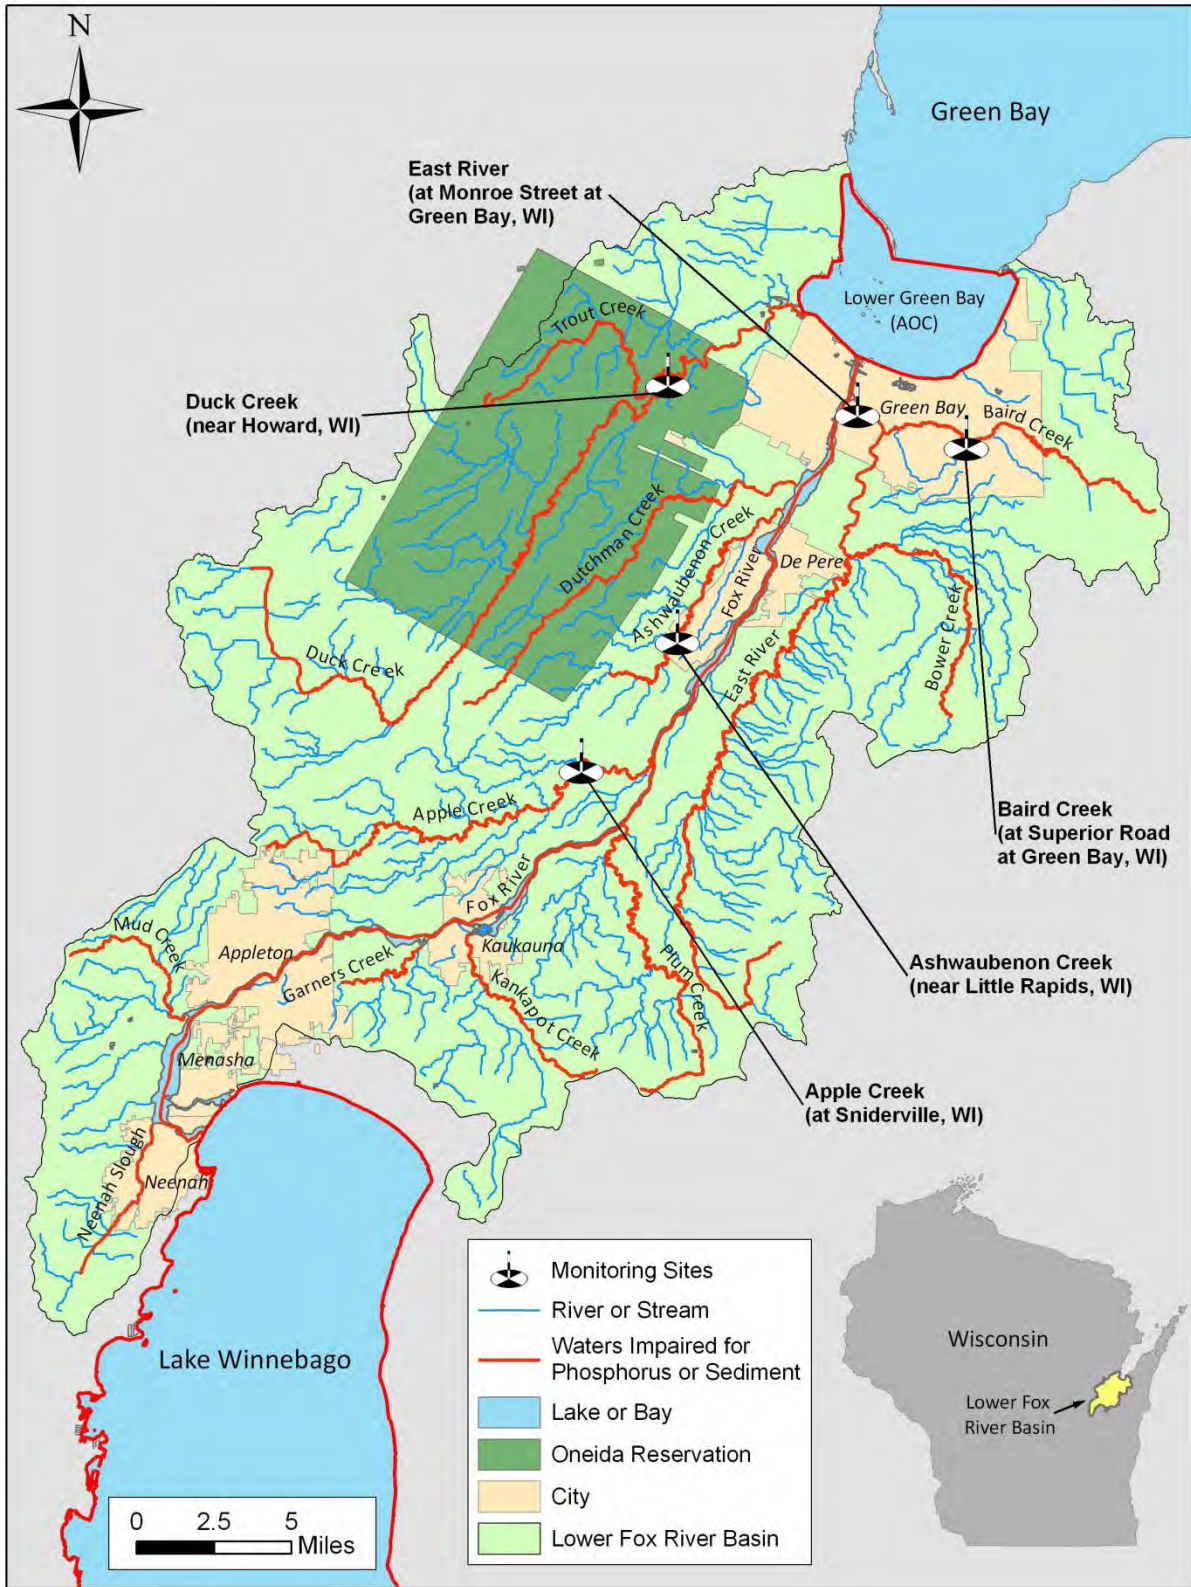 N
Green Bay
East River
(at Monroe Street at
Green Bay, WI)
Lower Green Bay
(AOC)
Trout Creek
Duck Creek
(near Howard, WI)
Green Bay
Baird Creek
Dutchman Creek
Ashwaubenon Creek
Fox River
De Pere
Bower Creek
Duck Creek
East River
Apple Creek
Baird Creek
(at Superior Road
at Green Bay, WI)
Fox River
Mud Creek
Appleton
Garners Creek
Kaukauna
Plum Creek
Kankapot Creek
Ashwaubenon Creek
(near Little Rapids, WI)
Menasha
Apple Creek
(at Sniderville, WI)
Neenah Slough
Neenah
Lake Winnebago
Monitoring Sites
River or Stream
Waters Impaired for
Phosphorus or Sediment
Lake or Bay
Oneida Reservation
City
Lower Fox River Basin
0 2.5 5
Miles
Wisconsin
Lower Fox
River Basin